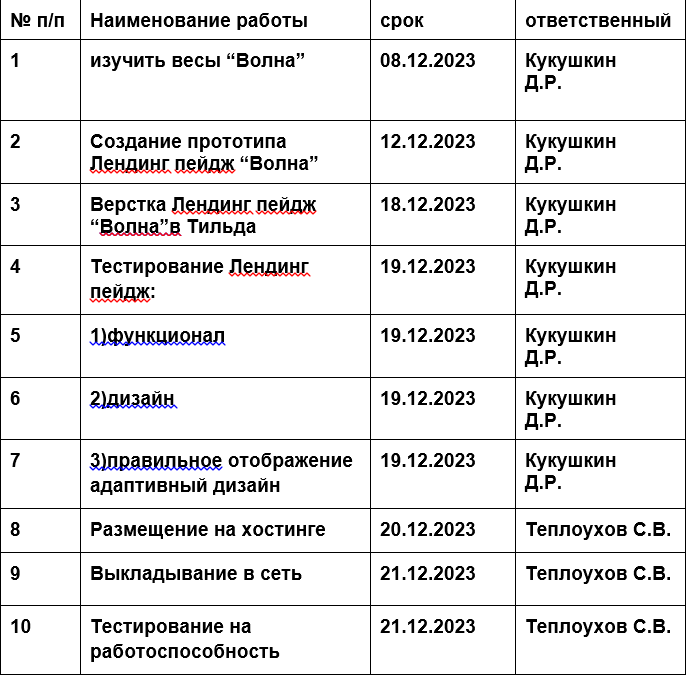 № п/п Наименование работы срок ответственный
1 изучить весы “Волна” 08.12.2023 Кукушкин
Д.Р.
2 Создание прототипа 12.12.2023 Кукушкин
Лендинг пейдж “Волна” Д.Р.
3 Верстка Лендинг пейдж 18.12.2023 Кукушкин
“Волна”в Тильда Д.Р.
4 Тестирование Лендинг 19.12.2023 Кукушкин
пейдж: Д.Р.
5 1)функционал 19.12.2023 Кукушкин
Д.Р.
6 2)дизайн 19.12.2023 Кукушкин
Д.Р.
7 3)правильное отображение 19.12.2023 Кукушкин
адаптивный дизайн Д.Р.
8 Размещение на хостинге 20.12.2023 Теплоухов С.В.
9 Выкладывание в сеть 21.12.2023 Теплоухов С.В.
10 Тестирование на 21.12.2023 Теплоухов С.В.
работоспособность